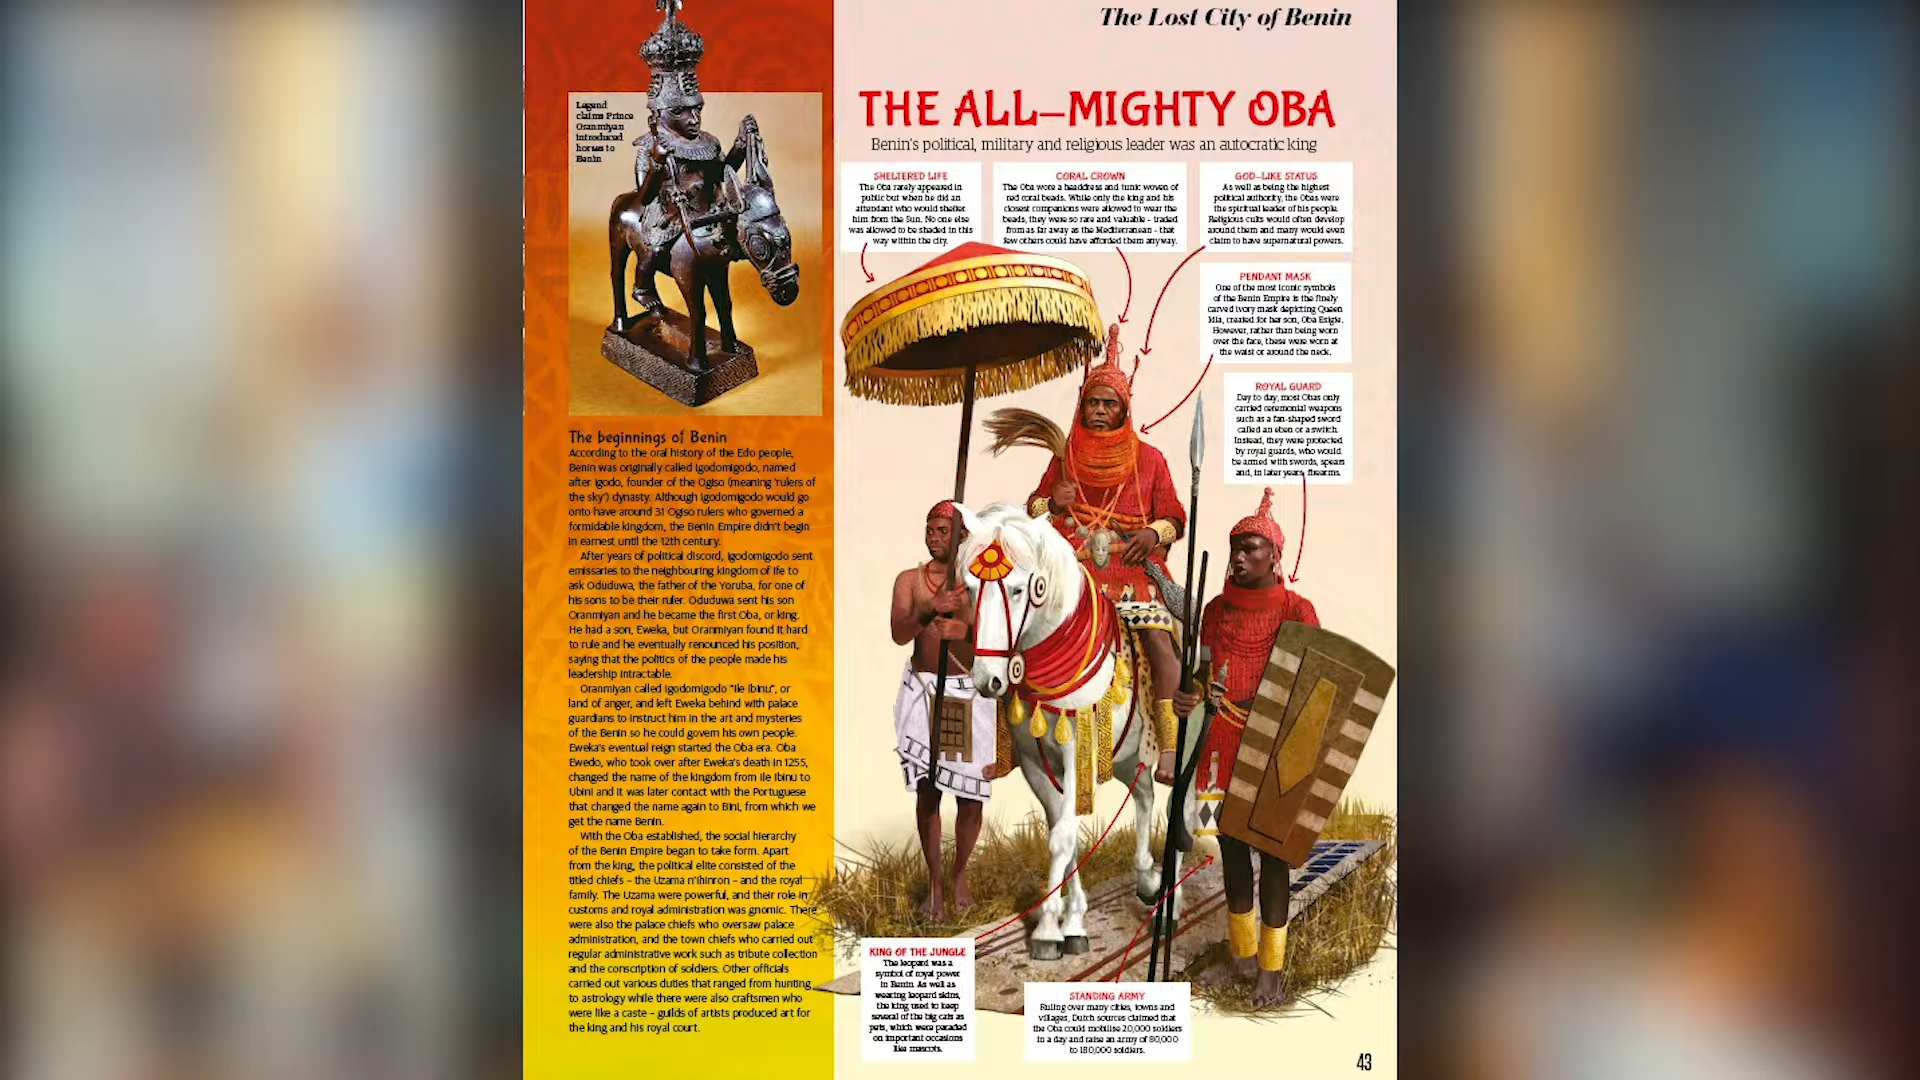 The Lost City of Benin
Legend
claims Prince
Oranmiyan
introduced
horses to
Benin
The beginnings of Benin
According to the oral history of the Edo people,
Benin was originally called Igodomigodo, named
after Igodo, founder of the Ogiso (meaning 'rulers of
the sky') dynasty. Although Igodomigodo would go
onto have around 31 Ogiso rulers who governed a
formidable kingdom, the Benin Empire didn't begin
in earnest until the 12th century.
After years of political discord, Igodomigodo sent
emissaries to the neighbouring kingdom of Ife to
ask Oduduwa, the father of the Yoruba, for one of
his sons to be their ruler. Oduduwa sent his son
Oranmiyan and he became the first Oba, or king.
He had a son, Eweka, but Oranmiyan found it hard
to rule and he eventually renounced his position,
saying that the politics of the people made his
leadership intractable.
Oranmiyan called Igodomigodo "Ile Ibinu", or
land of anger, and left Eweka behind with palace
guardians to instruct him in the art and mysteries
of the Benin so he could govern his own people.
Eweka's eventual reign started the Oba era. Oba
Ewedo, who took over after Eweka's death in 1255,
changed the name of the kingdom from Ile Ibinu to
Ubini and it was later contact with the Portuguese
that changed the name again to Bini, from which we
get the name Benin.
With the Oba established, the social hierarchy
of the Benin Empire began to take form. Apart
from the king, the political elite consisted of the
titled chiefs – the Uzama n'ihinron – and the royal
family. The Uzama were powerful, and their role in
customs and royal administration was gnomic. There
were also the palace chiefs who oversaw palace
administration, and the town chiefs who carried out
regular administrative work such as tribute collection
and the conscription of soldiers. Other officials
carried out various duties that ranged from hunting
to astrology while there were also craftsmen who
were like a caste – guilds of artists produced art for
the king and his royal court.
THE ALL–MIGHTY OBA
Benin's political, military and religious leader was an autocratic king
SHELTERED LIFE
The Oba rarely appeared in
public but when he did an
attendant who would shelter
him from the Sun. No one else
was allowed to be shaded in this
way within the city.
CORAL CROWN
The Oba wore a headdress and tunic woven of
red coral beads. While only the king and his
closest companions were allowed to wear the
beads, they were so rare and valuable - traded
from as far away as the Mediterranean - that
few others could have afforded them anyway.
GOD–LIKE STATUS
As well as being the highest
political authority, the Obas were
the spiritual leader of his people.
Religious cults would often develop
around them and many would even
claim to have supernatural powers.
PENDANT MASK
One of the most iconic symbols
of the Benin Empire is the finely
carved ivory mask depicting Queen
Idia, created for her son, Oba Esigie.
However, rather than being worn
over the face, these were worn at
the waist or around the neck.
ROYAL GUARD
Day to day, most Obas only
carried ceremonial weapons
such as a fan-shaped sword
called an eben or a switch.
Instead, they were protected
by royal guards, who would
be armed with swords, spears
and, in later years, firearms.
KING OF THE JUNGLE
The leopard was a
symbol of royal power
in Benin. As well as
wearing leopard skins,
the king used to keep
several of the big cats as
pets, which were paraded
on important occasions
like mascots.
STANDING ARMY
Ruling over many cities, towns and
villages, Dutch sources claimed that
the Oba could mobilise 20,000 soldiers
in a day and raise an army of 80,000
to 180,000 soldiers.
43